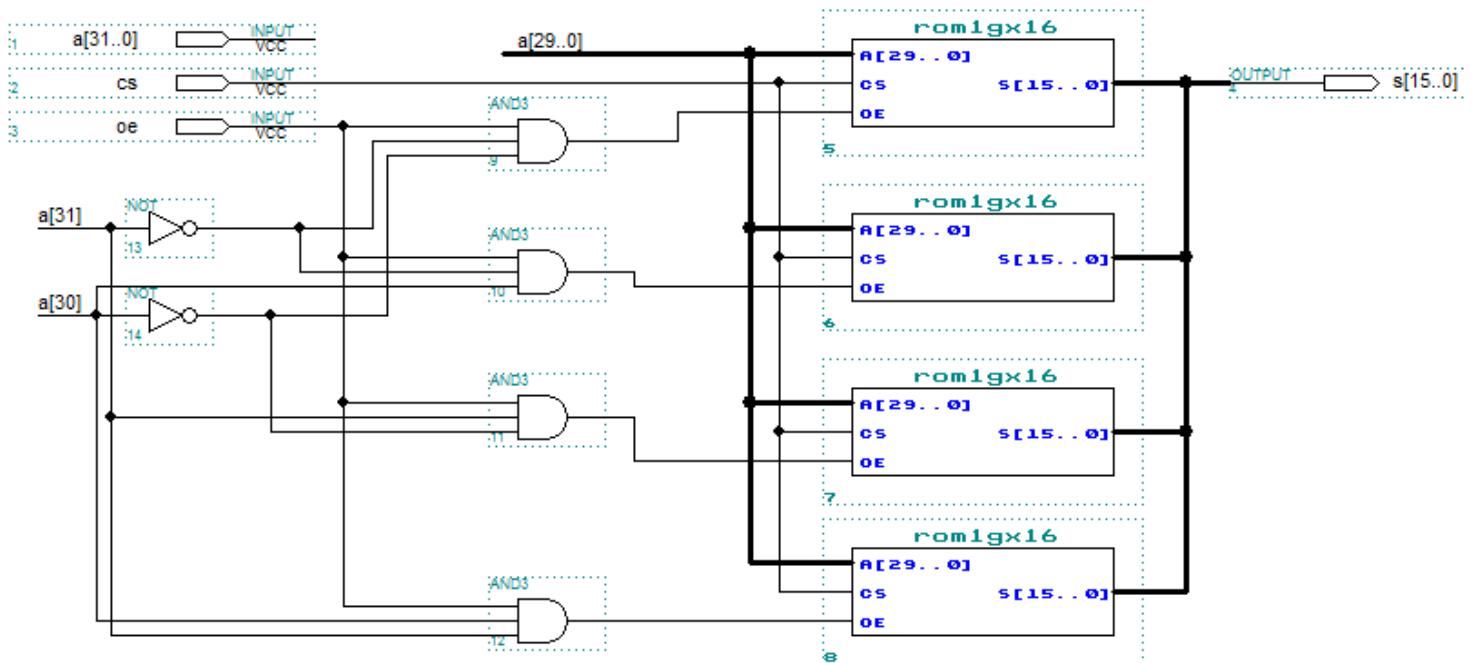 a[31..0]
INPUT
VCC
1
cs
INPUT
VCC
2
oe
INPUT
VCC
3
a[29..0]
rom1gx16
A[29..0]
CS
S[15..0]
OE
5
OUTPUT
4
s[15..0]
AND3
9
a[31]
NOT
13
a[30]
NOT
14
AND3
10
rom1gx16
A[29..0]
CS
S[15..0]
OE
6
AND3
11
rom1gx16
A[29..0]
CS
S[15..0]
OE
7
AND3
12
rom1gx16
A[29..0]
CS
S[15..0]
OE
8